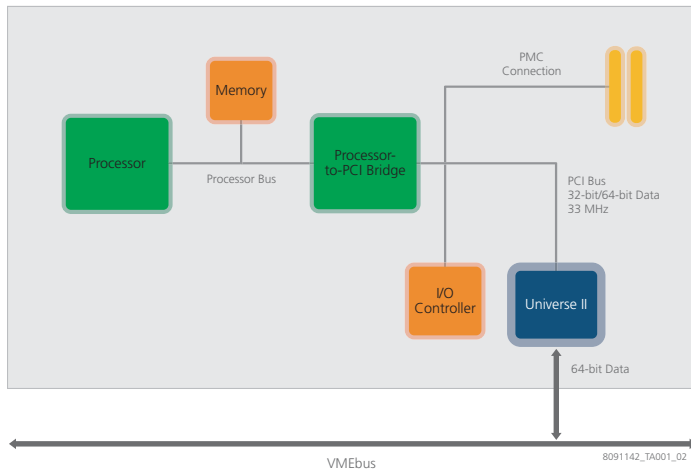 PMC
Connection
Memory
Processor
Processor-
to-PCI Bridge
Processor Bus
PCI Bus
32-bit/64-bit Data
33 MHz
I/O
Controller
Universe II
64-bit Data
VMEbus
8091142_TA001_02